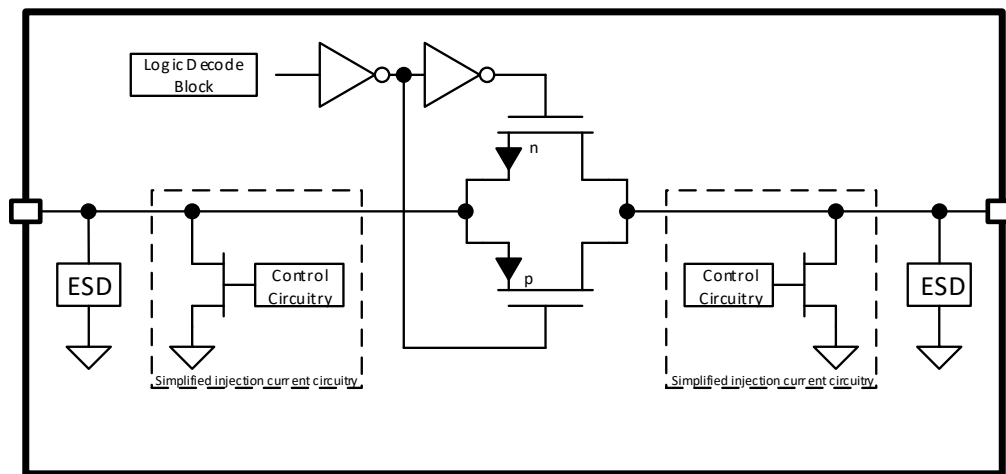 Logic Decode
Block
n
p
ESD
Control
Circuitry
Simplified injection current circuitry
Control
Circuitry
Simplified injection current circuitry
ESD